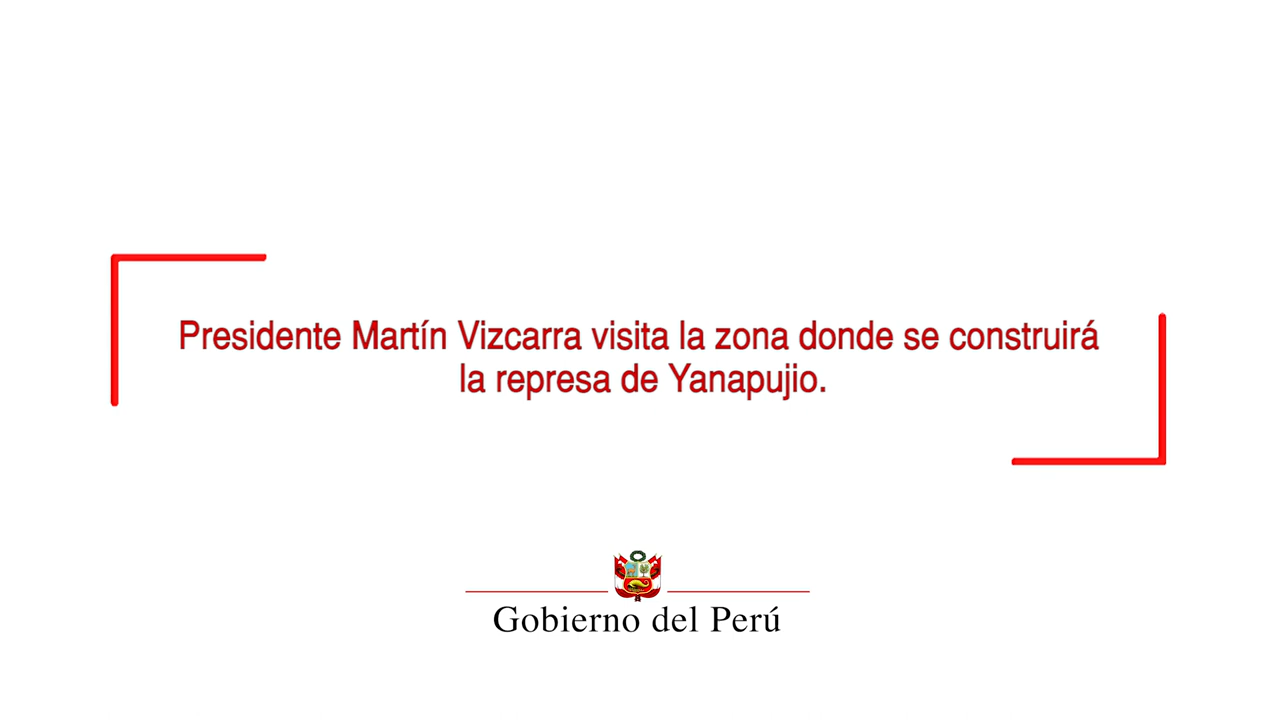 Presidente Martín Vizcarra visita la zona donde se construirá
la represa de Yanapujio.
Gobierno del Perú